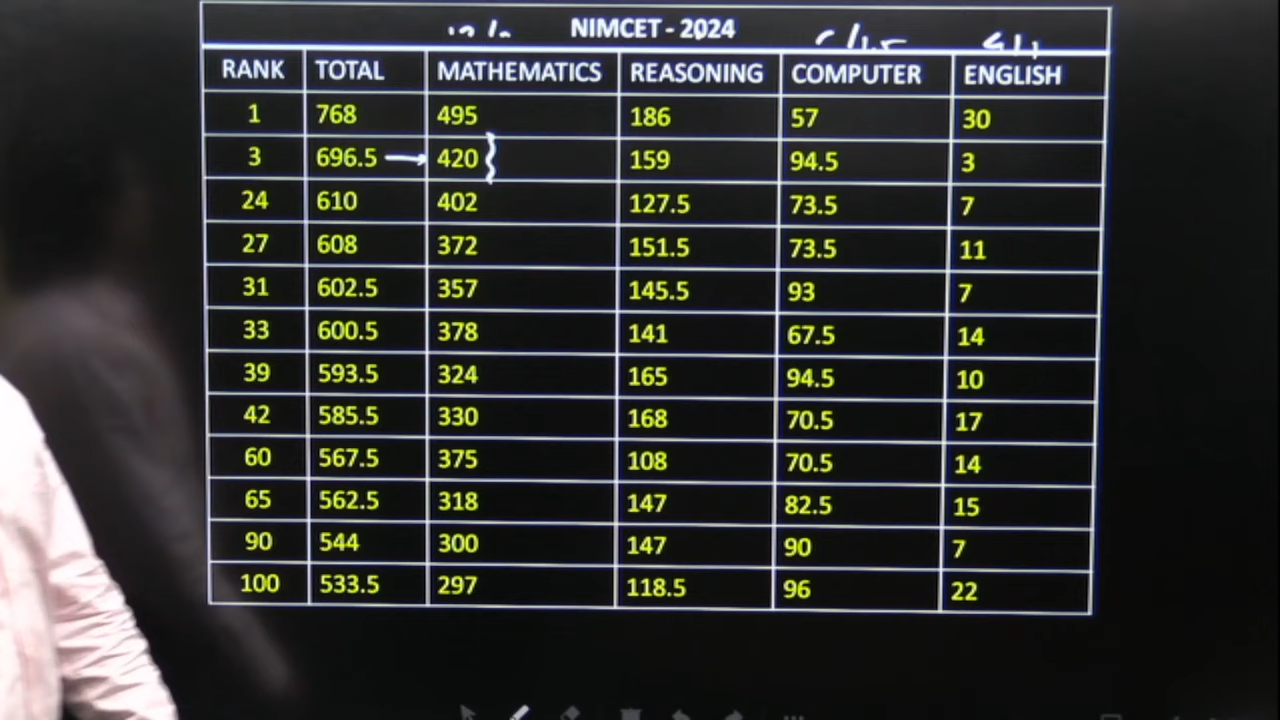 NIMCET - 2024
RANK TOTAL MATHEMATICS REASONING COMPUTER ENGLISH
1 768 495 186 57 30
3 696.5 420 159 94.5 3
24 610 402 127.5 73.5 7
27 608 372 151.5 73.5 11
31 602.5 357 145.5 93 7
33 600.5 378 141 67.5 14
39 593.5 324 165 94.5 10
42 585.5 330 168 70.5 17
60 567.5 375 108 70.5 14
65 562.5 318 147 82.5 15
90 544 300 147 90 7
100 533.5 297 118.5 96 22